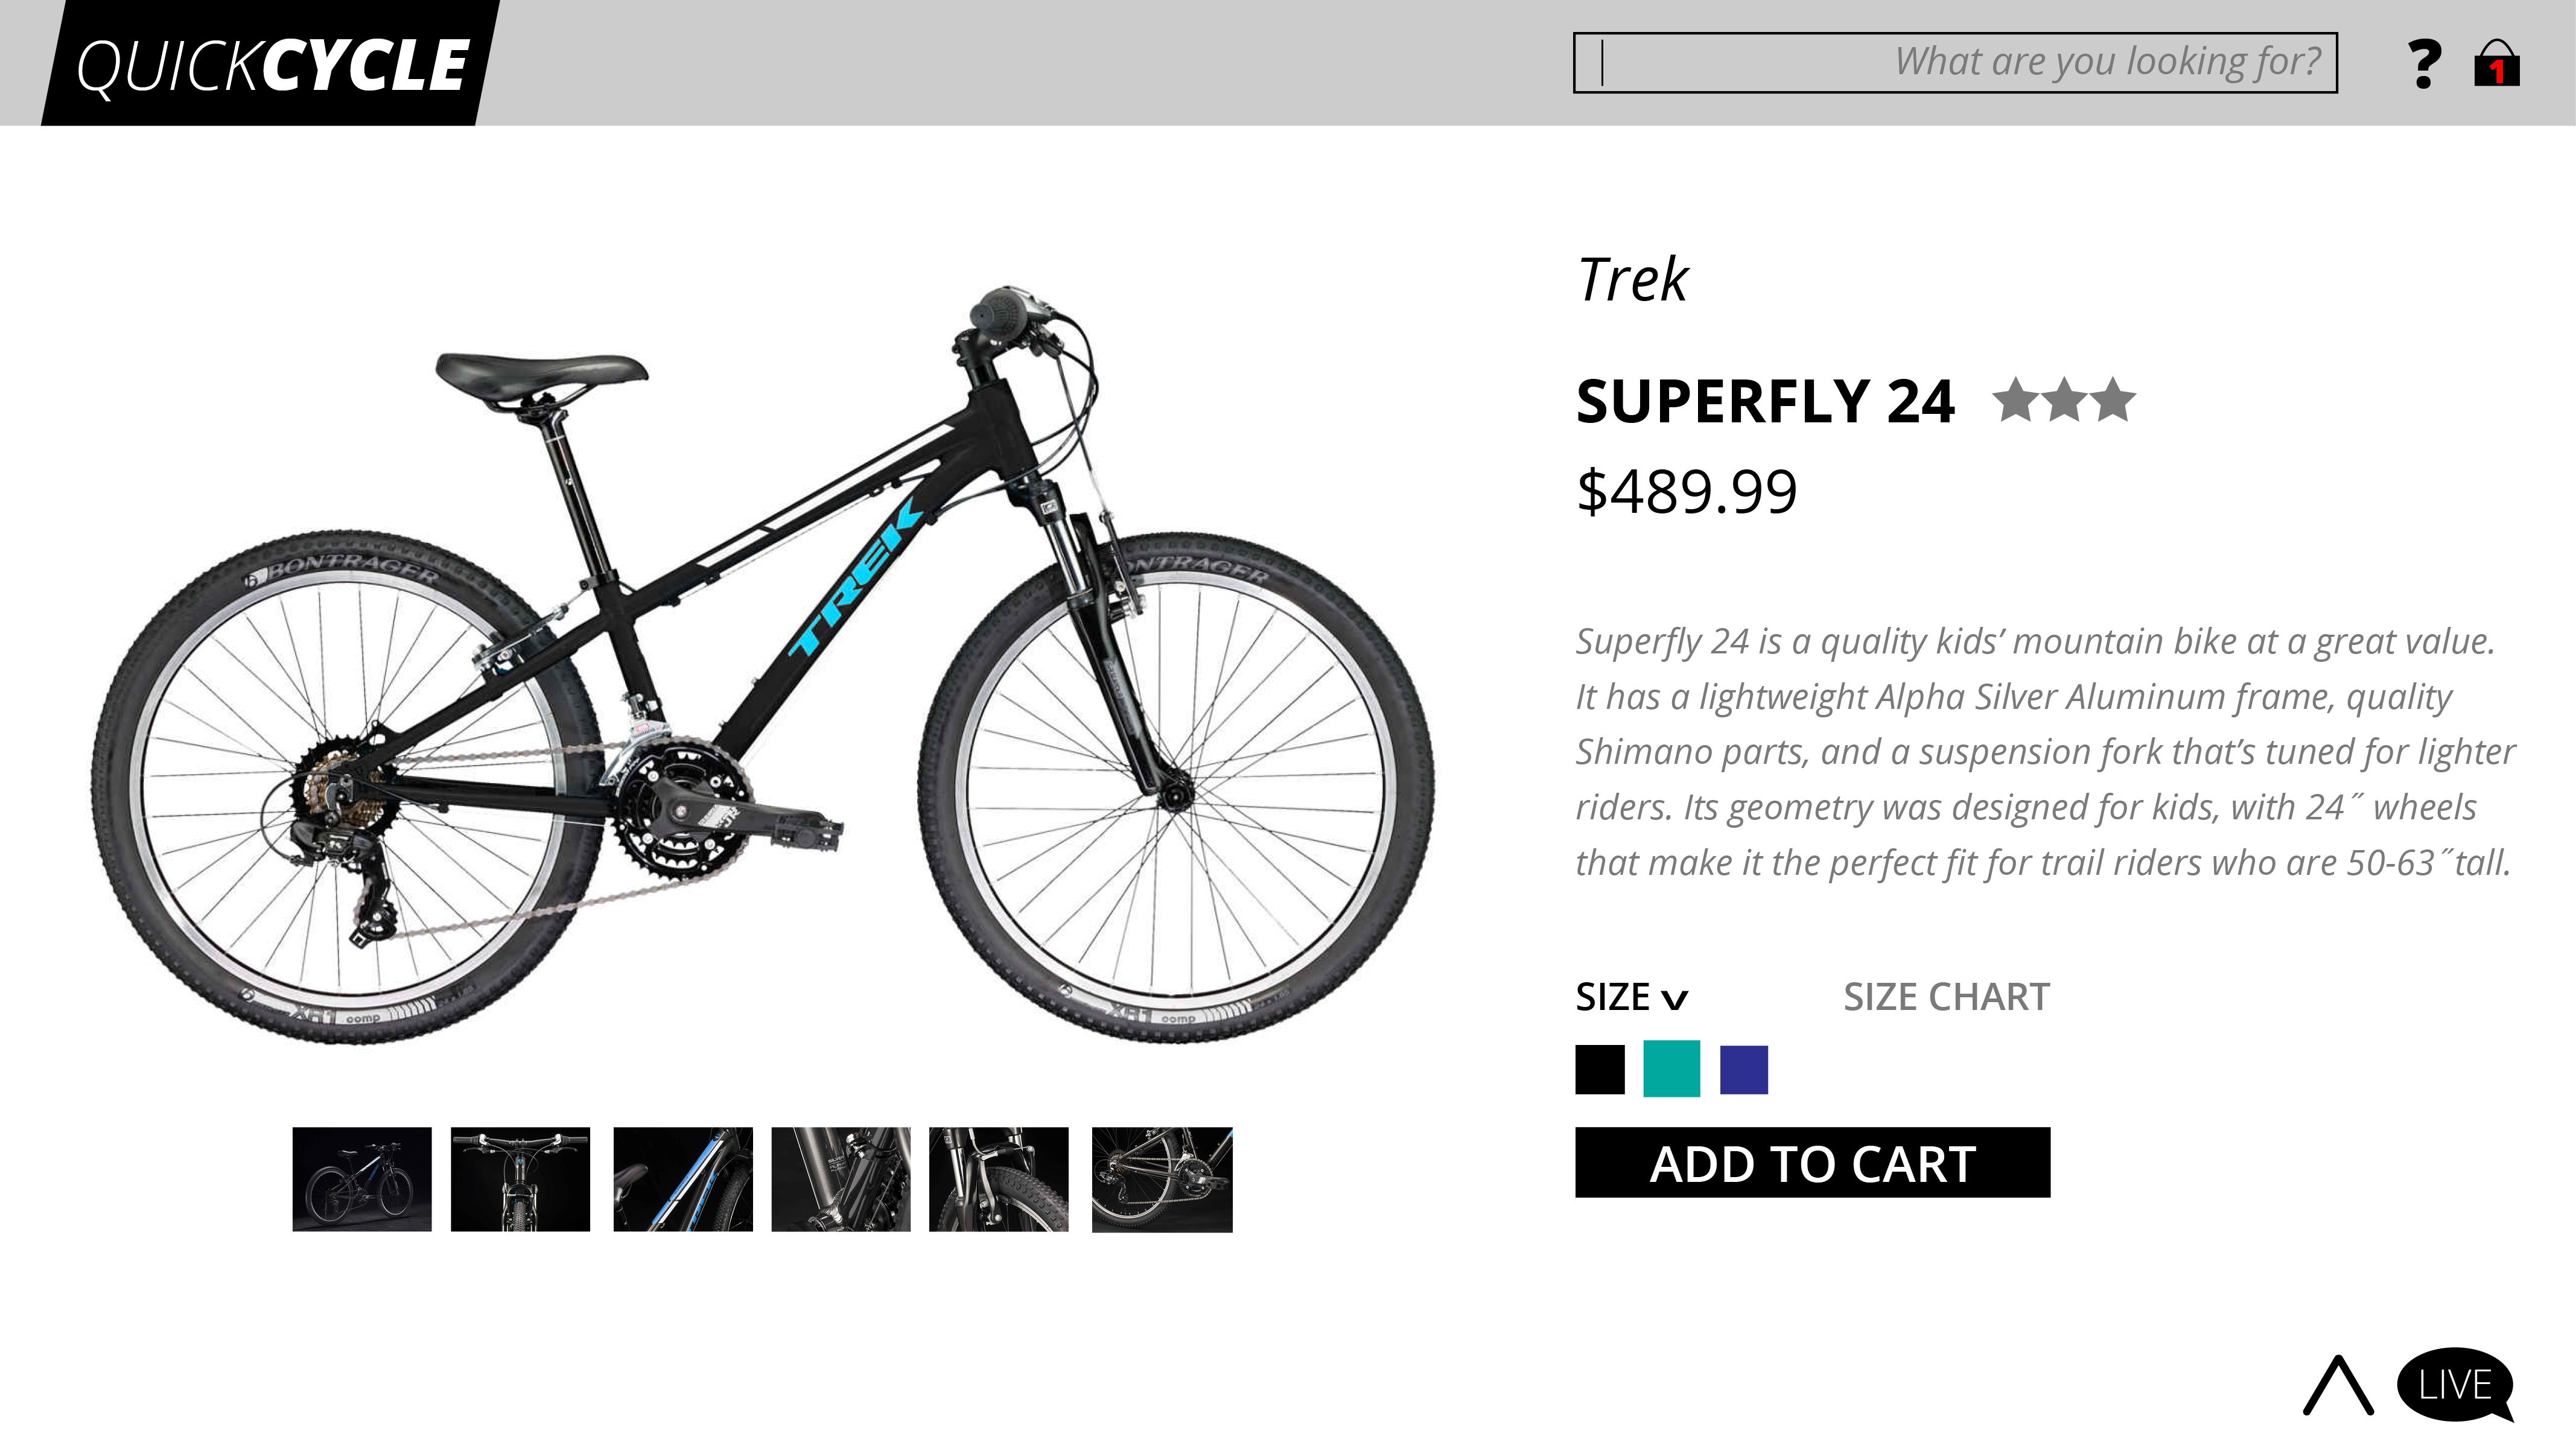 QUICKCYCLE
What are you looking for?
?
1
Trek
SUPERFLY 24
$489.99
Superfly 24 is a quality kids’ mountain bike at a great value.
It has a lightweight Alpha Silver Aluminum frame, quality
Shimano parts, and a suspension fork that’s tuned for lighter
riders. Its geometry was designed for kids, with 24˝ wheels
that make it the perfect fit for trail riders who are 50-63˝tall.
SIZE v
SIZE CHART
ADD TO CART
LIVE
TREK
BONTRAGER
NTRAGER
XR1 comp
XR1 comp